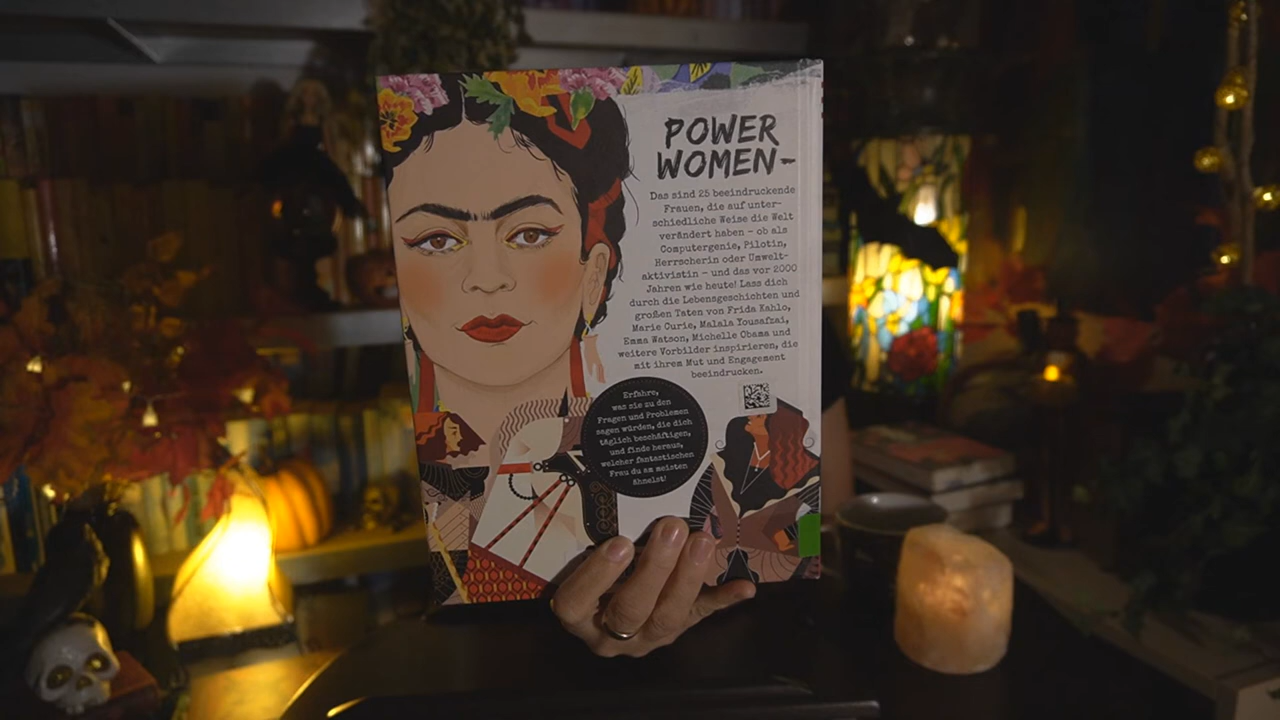 POWER
WOMEN-
Das sind 25 beeindruckende
Frauen, die auf unter-
schiedliche Weise die Welt
verändert haben – ob als
Computergenie, Pilotin,
Herrscherin oder Umwelt-
aktivistin – und das vor 2000
Jahren wie heute! Lass dich
durch die Lebensgeschichten und
großen Taten von Frida Kahlo,
Marie Curie, Malala Yousafzai,
Emma Watson, Michelle Obama und
weitere Vorbilder inspirieren, die
mit ihrem Mut und Engagement
beeindrucken.
Erfahre,
was sie zu den
Fragen und Problemen
sagen würden, die dich
täglich beschäftigen,
und finde heraus,
welcher fantastischen
Frau du am meisten
ähnelst!